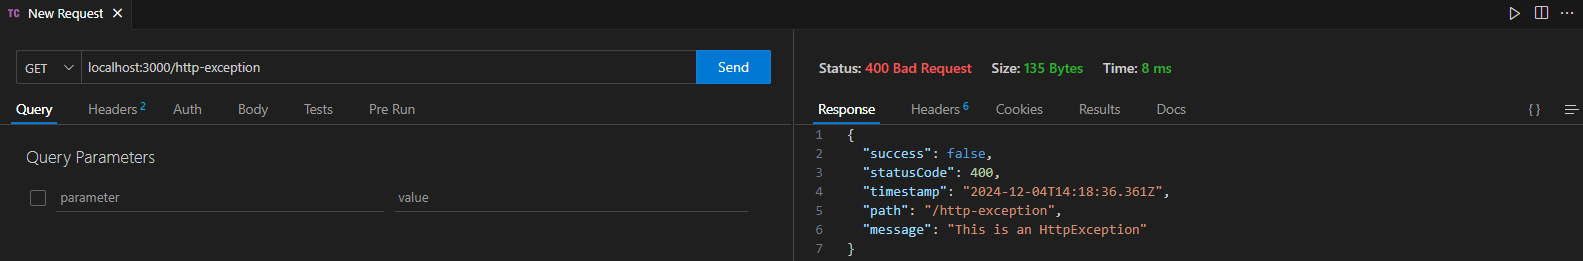 TC New Request ✕
GET localhost:3000/http-exception Send
Query Headers 2 Auth Body Tests Pre Run
Query Parameters
parameter value
Status: 400 Bad Request Size: 135 Bytes Time: 8 ms
Response Headers 6 Cookies Results Docs {}
1 {
2 "success": false,
3 "statusCode": 400,
4 "timestamp": "2024-12-04T14:18:36.361Z",
5 "path": "/http-exception",
6 "message": "This is an HttpException"
7 }